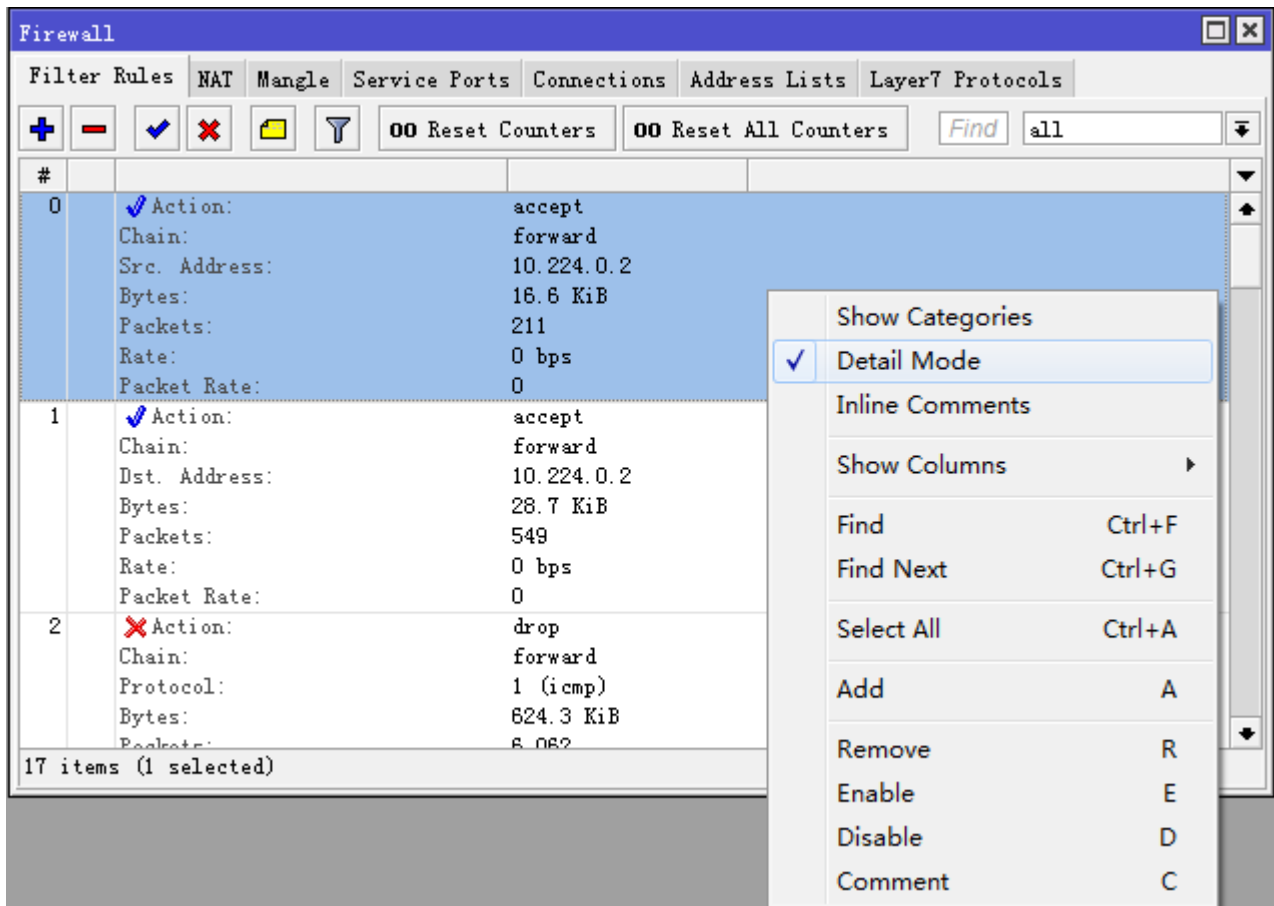 Firewall
Filter Rules NAT Mangle Service Ports Connections Address Lists Layer7 Protocols
00 Reset Counters 00 Reset All Counters Find all
#
0 Action: accept
Chain: forward
Src. Address: 10.224.0.2
Bytes: 16.6 KiB
Packets: 211
Rate: 0 bps
Packet Rate: 0
1 Action: accept
Chain: forward
Dst. Address: 10.224.0.2
Bytes: 28.7 KiB
Packets: 549
Rate: 0 bps
Packet Rate: 0
2 Action: drop
Chain: forward
Protocol: 1 (icmp)
Bytes: 624.3 KiB
Packets: 6 062
17 items (1 selected)
Show Categories
Detail Mode
Inline Comments
Show Columns
Find Ctrl+F
Find Next Ctrl+G
Select All Ctrl+A
Add A
Remove R
Enable E
Disable D
Comment C